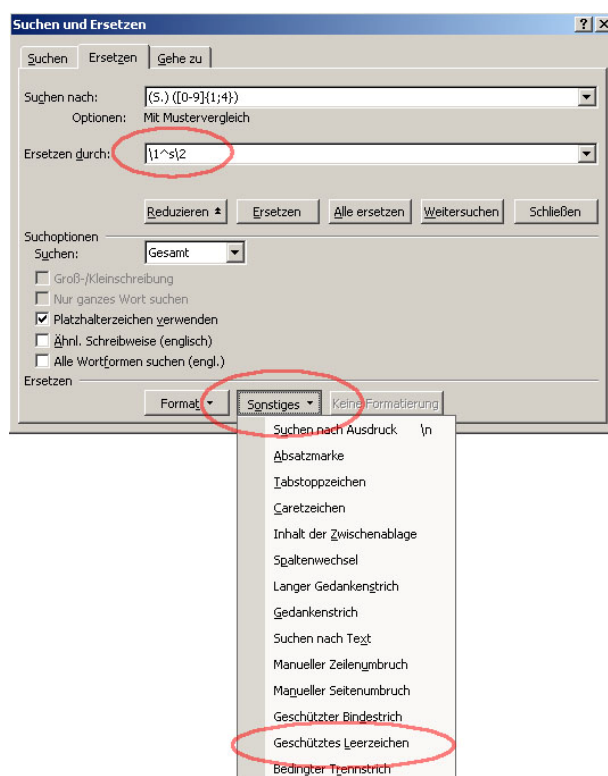 Suchen und Ersetzen
Suchen Ersetzen Gehe zu
Suchen nach: (S.) ([0-9]{1;4})
Optionen: Mit Mustervergleich
Ersetzen durch: \1^s\2
Reduzieren Ersetzen Alle ersetzen Weitersuchen Schließen
Suchoptionen
Suchen: Gesamt
Groß-/Kleinschreibung
Nur ganzes Wort suchen
Platzhalterzeichen verwenden
Ähnl. Schreibweise (englisch)
Alle Wortformen suchen (engl.)
Ersetzen
Format Sonstiges Keine Formatierung
Suchen nach Ausdruck \n
Absatzmarke
Tabstoppzeichen
Caretzeichen
Inhalt der Zwischenablage
Spaltenwechsel
Langer Gedankenstrich
Gedankenstrich
Suchen nach Text
Manueller Zeilenumbruch
Manueller Seitenumbruch
Geschützter Bindestrich
Geschütztes Leerzeichen
Bedingter Trennstrich